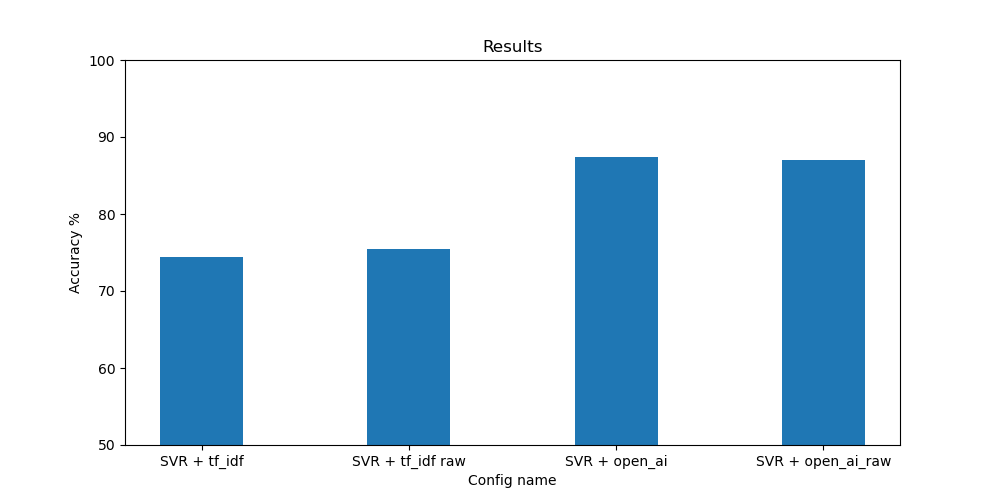 Results
Accuracy %
100
90
80
70
60
50
SVR + tf_idf
SVR + tf_idf raw
SVR + open_ai
SVR + open_ai_raw
Config name